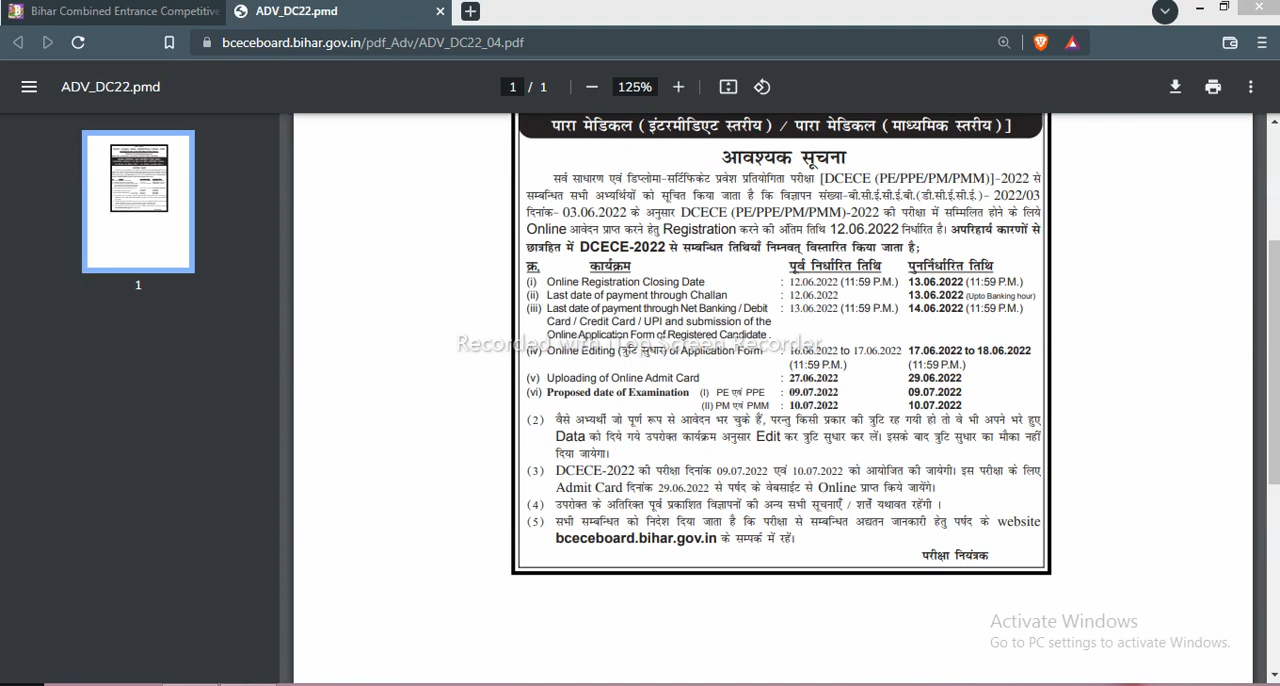 Bihar Combined Entrance Competitive
ADV_DC22.pmd
bceceboard.bihar.gov.in/pdf_Adv/ADV_DC22_04.pdf
ADV_DC22.pmd
1 / 1
125%
1
पारा मेडिकल (इंटरमीडिएट स्तरीय) / पारा मेडिकल (माध्यमिक स्तरीय)]
आवश्यक सूचना
सर्व साधारण एवं डिप्लोमा-सर्टिफिकेट प्रवेश प्रतियोगिता परीक्षा [DCECE (PE/PPE/PM/PMM)]-2022 से
सम्बन्धित सभी अभ्यर्थियों को सूचित किया जाता है कि विज्ञापन संख्या-बी.सी.ई.सी.ई.बी.(डी.सी.ई.सी.ई.)- 2022/03
दिनांक- 03.06.2022 के अनुसार DCECE (PE/PPE/PM/PMM)-2022 की परीक्षा में सम्मिलित होने के लिये
Online आवेदन प्राप्त करने हेतु Registration करने की अंतिम तिथि 12.06.2022 निर्धारित है। अपरिहार्य कारणों से
छात्रहित में DCECE-2022 से सम्बन्धित तिथियाँ निम्नवत् विस्तारित किया जाता है;
क्र. कार्यक्रम पूर्व निर्धारित तिथि पुनर्निर्धारित तिथि
(i) Online Registration Closing Date : 12.06.2022 (11:59 P.M.) 13.06.2022 (11:59 P.M.)
(ii) Last date of payment through Challan : 12.06.2022 13.06.2022 (Upto Banking hour)
(iii) Last date of payment through Net Banking / Debit : 13.06.2022 (11:59 P.M.) 14.06.2022 (11:59 P.M.)
Card / Credit Card / UPI and submission of the
Online Application Form of Registered Candidate
Recorded with iTop Screen Recorder
(iv) Online Editing (त्रुटि सुधार) of Application Form : 16.06.2022 to 17.06.2022 17.06.2022 to 18.06.2022
(11:59 P.M.) (11:59 P.M.)
(v) Uploading of Online Admit Card : 27.06.2022 29.06.2022
(vi) Proposed date of Examination (I) PE एवं PPE : 09.07.2022 09.07.2022
(II) PM एवं PMM : 10.07.2022 10.07.2022
(2) वैसे अभ्यर्थी जो पूर्ण रूप से आवेदन भर चुके हैं, परन्तु किसी प्रकार की त्रुटि रह गयी हो तो वे भी अपने भरे हुए
Data को दिये गये उपरोक्त कार्यक्रम अनुसार Edit कर त्रुटि सुधार कर लें। इसके बाद त्रुटि सुधार का मौका नहीं
दिया जायेगा।
(3) DCECE-2022 की परीक्षा दिनांक 09.07.2022 एवं 10.07.2022 को आयोजित की जायेगी। इस परीक्षा के लिए
Admit Card दिनांक 29.06.2022 से पर्षद के वेबसाईट से Online प्राप्त किये जायेंगे।
(4) उपरोक्त के अतिरिक्त पूर्व प्रकाशित विज्ञापनों की अन्य सभी सूचनाएँ / शर्तें यथावत रहेंगी ।
(5) सभी सम्बन्धित को निदेश दिया जाता है कि परीक्षा से सम्बन्धित अद्यतन जानकारी हेतु पर्षद के website
bceceboard.bihar.gov.in के सम्पर्क में रहें।
परीक्षा नियंत्रक
Activate Windows
Go to PC settings to activate Windows.